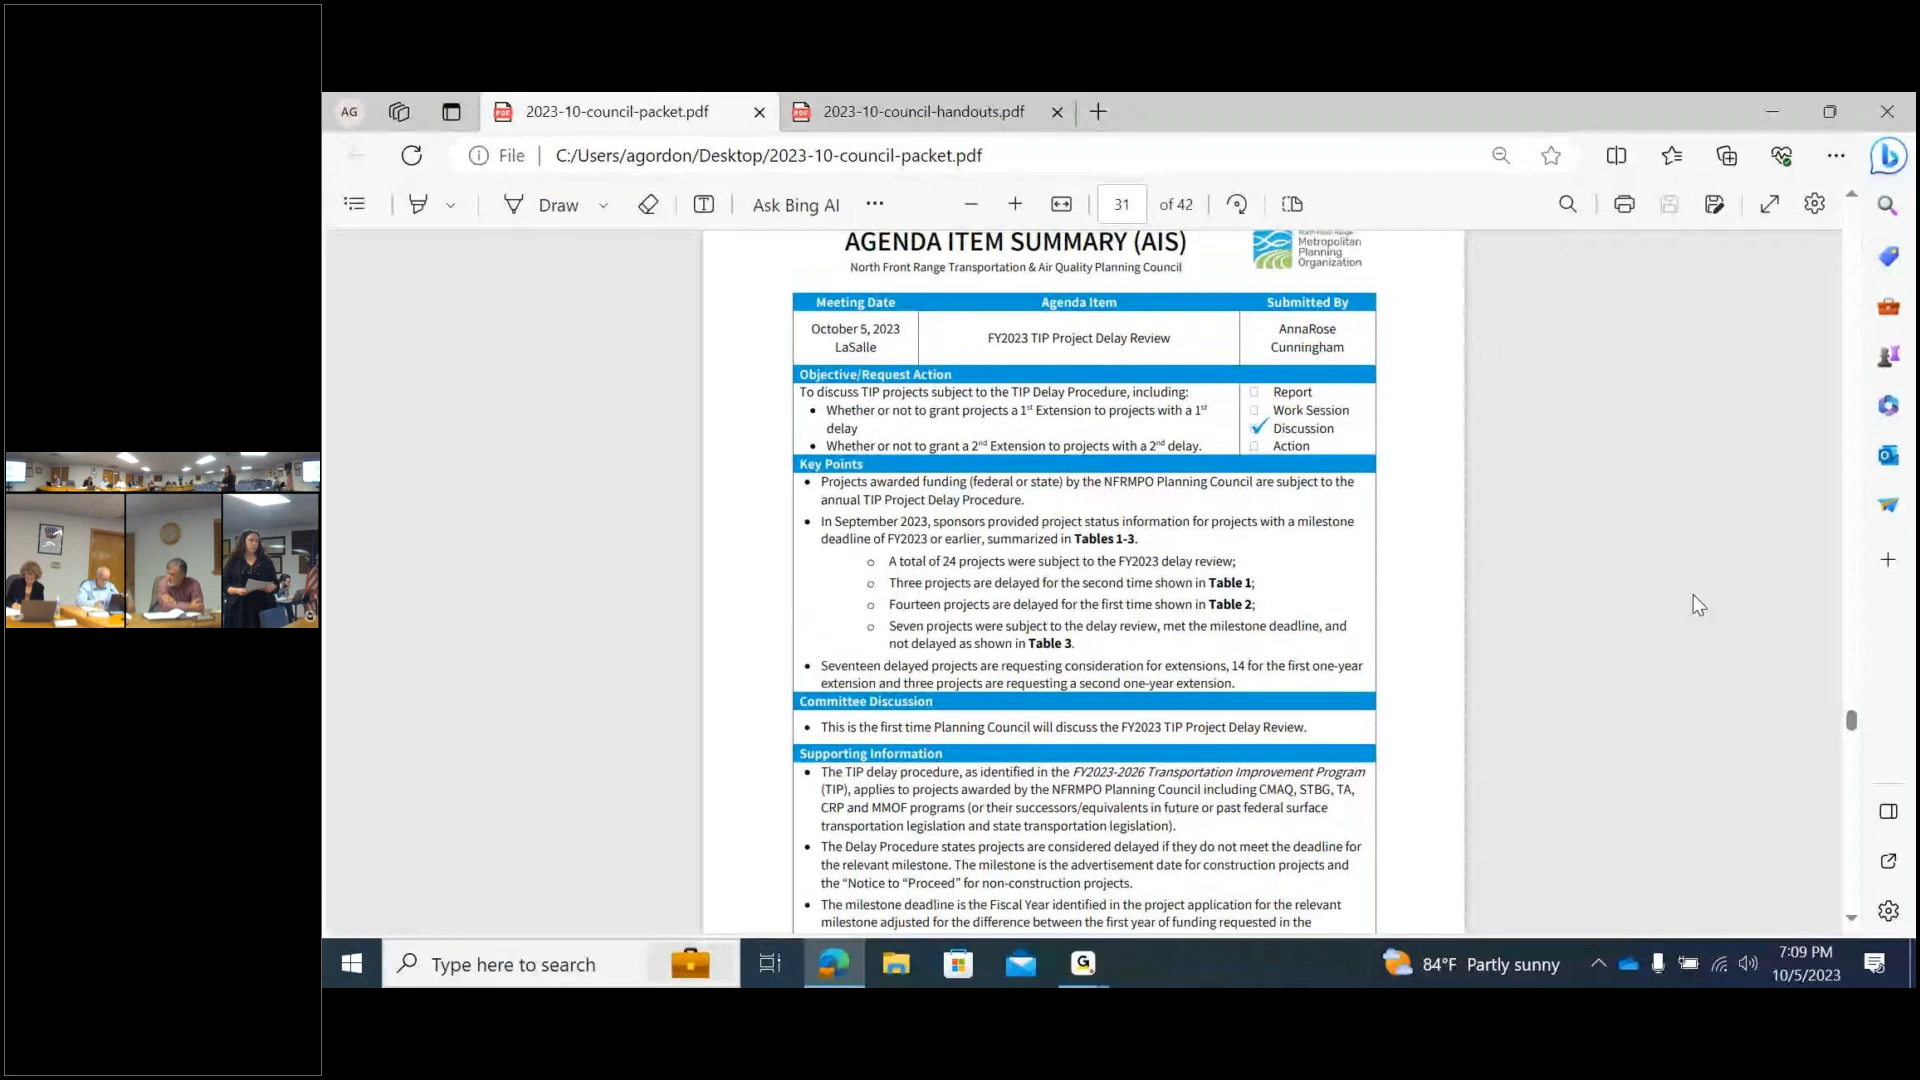 AG
2023-10-council-packet.pdf
2023-10-council-handouts.pdf
File
C:/Users/agordon/Desktop/2023-10-council-packet.pdf
Draw
Ask Bing AI
31
of 42
AGENDA ITEM SUMMARY (AIS)
North Front Range Transportation & Air Quality Planning Council
North Front Range
Metropolitan
Planning
Organization
Meeting Date
Agenda Item
Submitted By
October 5, 2023
LaSalle
FY2023 TIP Project Delay Review
AnnaRose
Cunningham
Objective/Request Action
To discuss TIP projects subject to the TIP Delay Procedure, including:
• Whether or not to grant projects a 1st Extension to projects with a 1st
delay
• Whether or not to grant a 2nd Extension to projects with a 2nd delay.
Report
Work Session
Discussion
Action
Key Points
• Projects awarded funding (federal or state) by the NFRMPO Planning Council are subject to the
annual TIP Project Delay Procedure.
• In September 2023, sponsors provided project status information for projects with a milestone
deadline of FY2023 or earlier, summarized in Tables 1-3.
o A total of 24 projects were subject to the FY2023 delay review;
o Three projects are delayed for the second time shown in Table 1;
o Fourteen projects are delayed for the first time shown in Table 2;
o Seven projects were subject to the delay review, met the milestone deadline, and
not delayed as shown in Table 3.
• Seventeen delayed projects are requesting consideration for extensions, 14 for the first one-year
extension and three projects are requesting a second one-year extension.
Committee Discussion
• This is the first time Planning Council will discuss the FY2023 TIP Project Delay Review.
Supporting Information
• The TIP delay procedure, as identified in the FY2023-2026 Transportation Improvement Program
(TIP), applies to projects awarded by the NFRMPO Planning Council including CMAQ, STBG, TA,
CRP and MMOF programs (or their successors/equivalents in future or past federal surface
transportation legislation and state transportation legislation).
• The Delay Procedure states projects are considered delayed if they do not meet the deadline for
the relevant milestone. The milestone is the advertisement date for construction projects and
the “Notice to “Proceed” for non-construction projects.
• The milestone deadline is the Fiscal Year identified in the project application for the relevant
milestone adjusted for the difference between the first year of funding requested in the
Type here to search
84°F Partly sunny
7:09 PM
10/5/2023